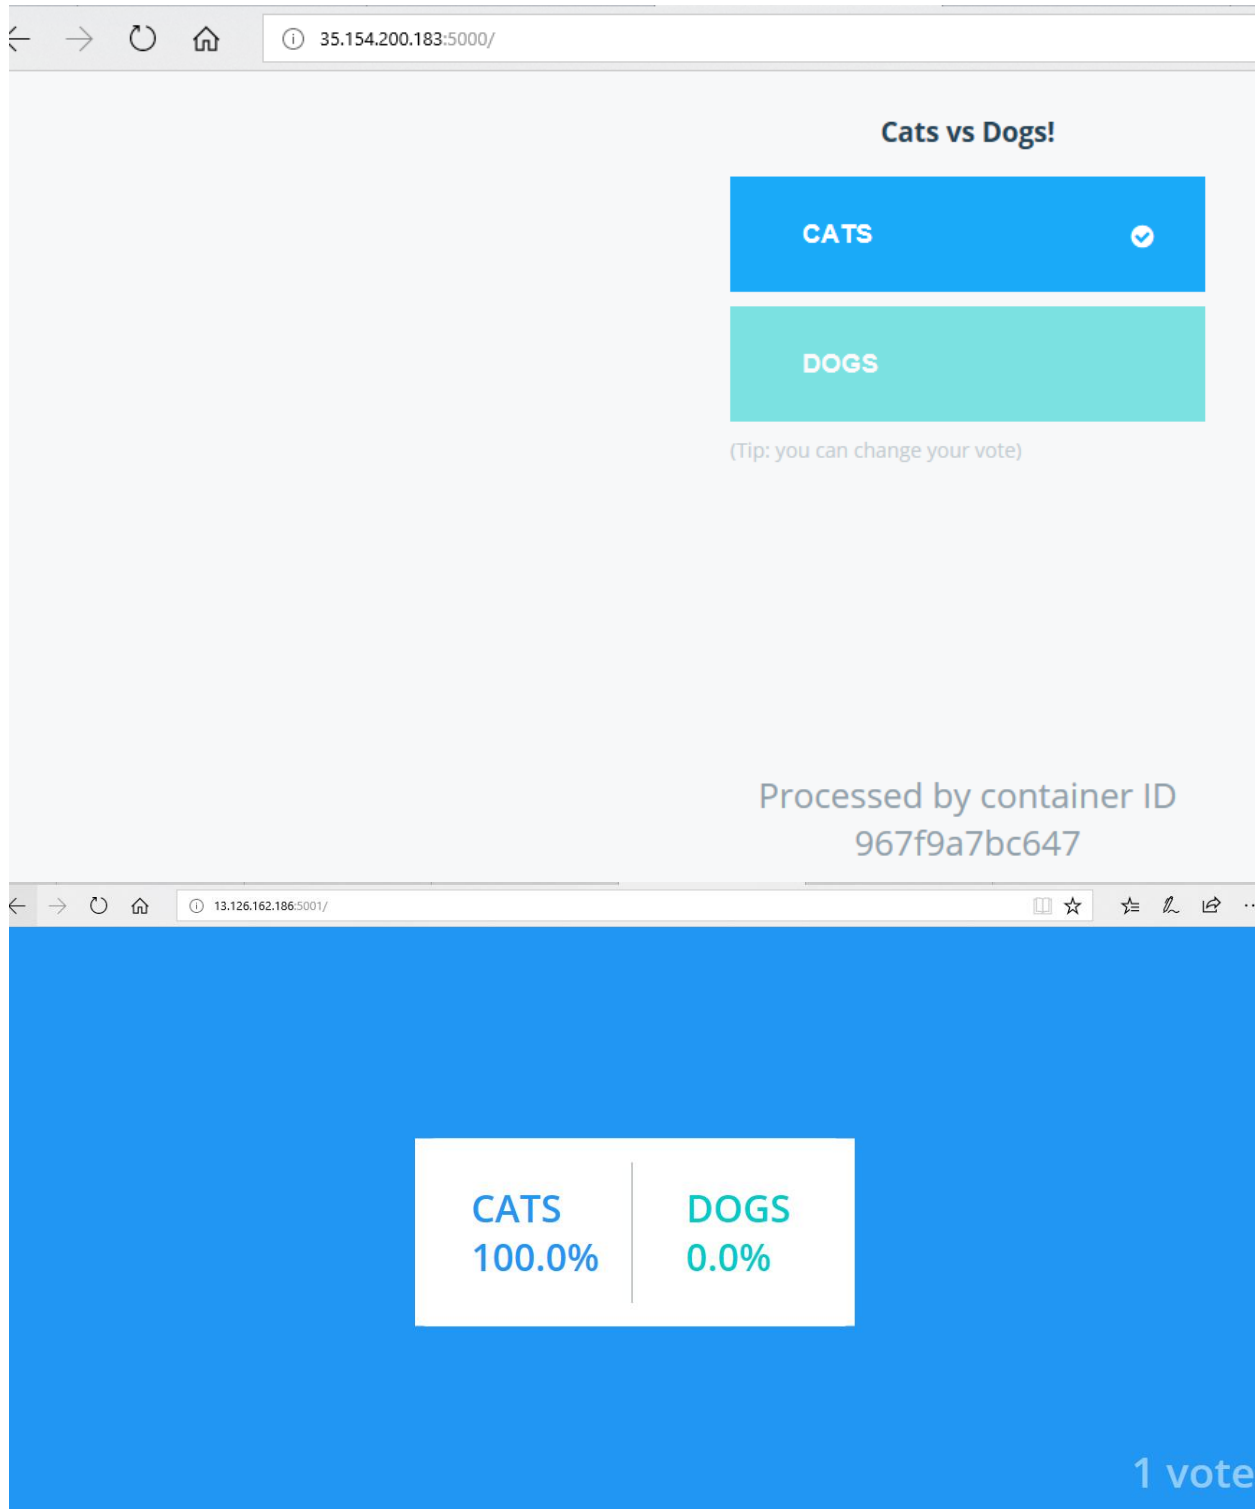 35.154.200.183:5000/
Cats vs Dogs!
CATS
DOGS
(Tip: you can change your vote)
Processed by container ID
967f9a7bc647
13.126.162.186:5001/
CATS
100.0%
DOGS
0.0%
1 vote